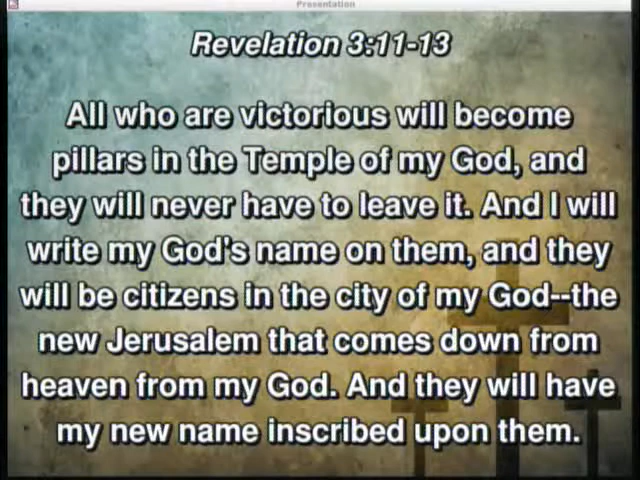 Presentation
Revelation 3:11-13
All who are victorious will become
pillars in the Temple of my God, and
they will never have to leave it. And I will
write my God's name on them, and they
will be citizens in the city of my God--the
new Jerusalem that comes down from
heaven from my God. And they will have
my new name inscribed upon them.